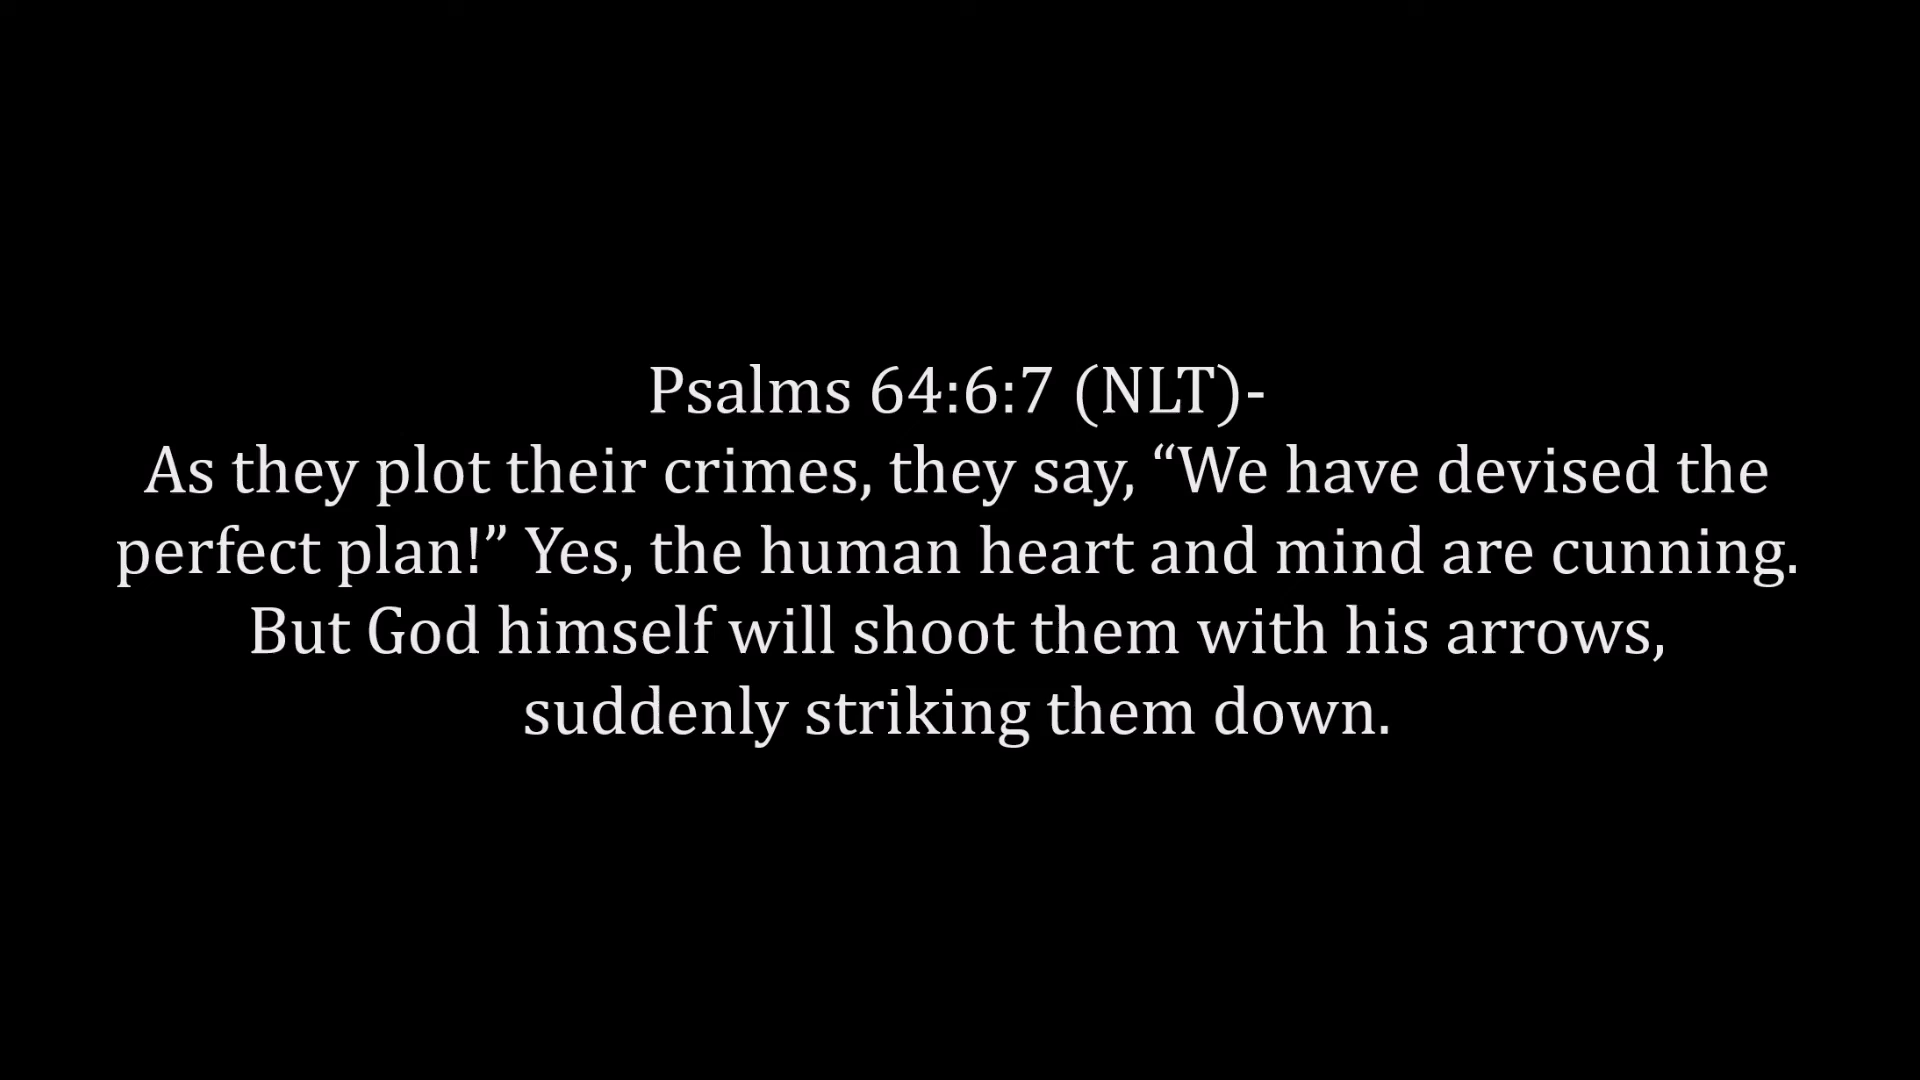 Psalms 64:6:7 (NLT)-
As they plot their crimes, they say, “We have devised the
perfect plan!” Yes, the human heart and mind are cunning.
But God himself will shoot them with his arrows,
suddenly striking them down.